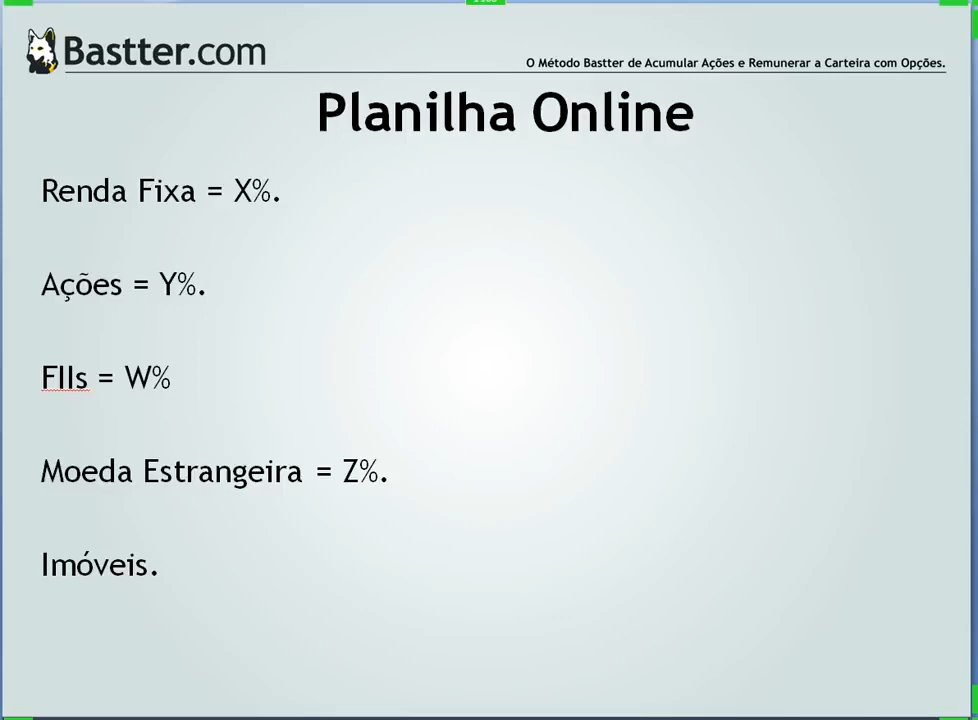 Bastter.com
O Método Bastter de Acumular Ações e Remunerar a Carteira com Opções.
Planilha Online
Renda Fixa = X%.
Ações = Y%.
FIIs = W%
Moeda Estrangeira = Z%.
Imóveis.